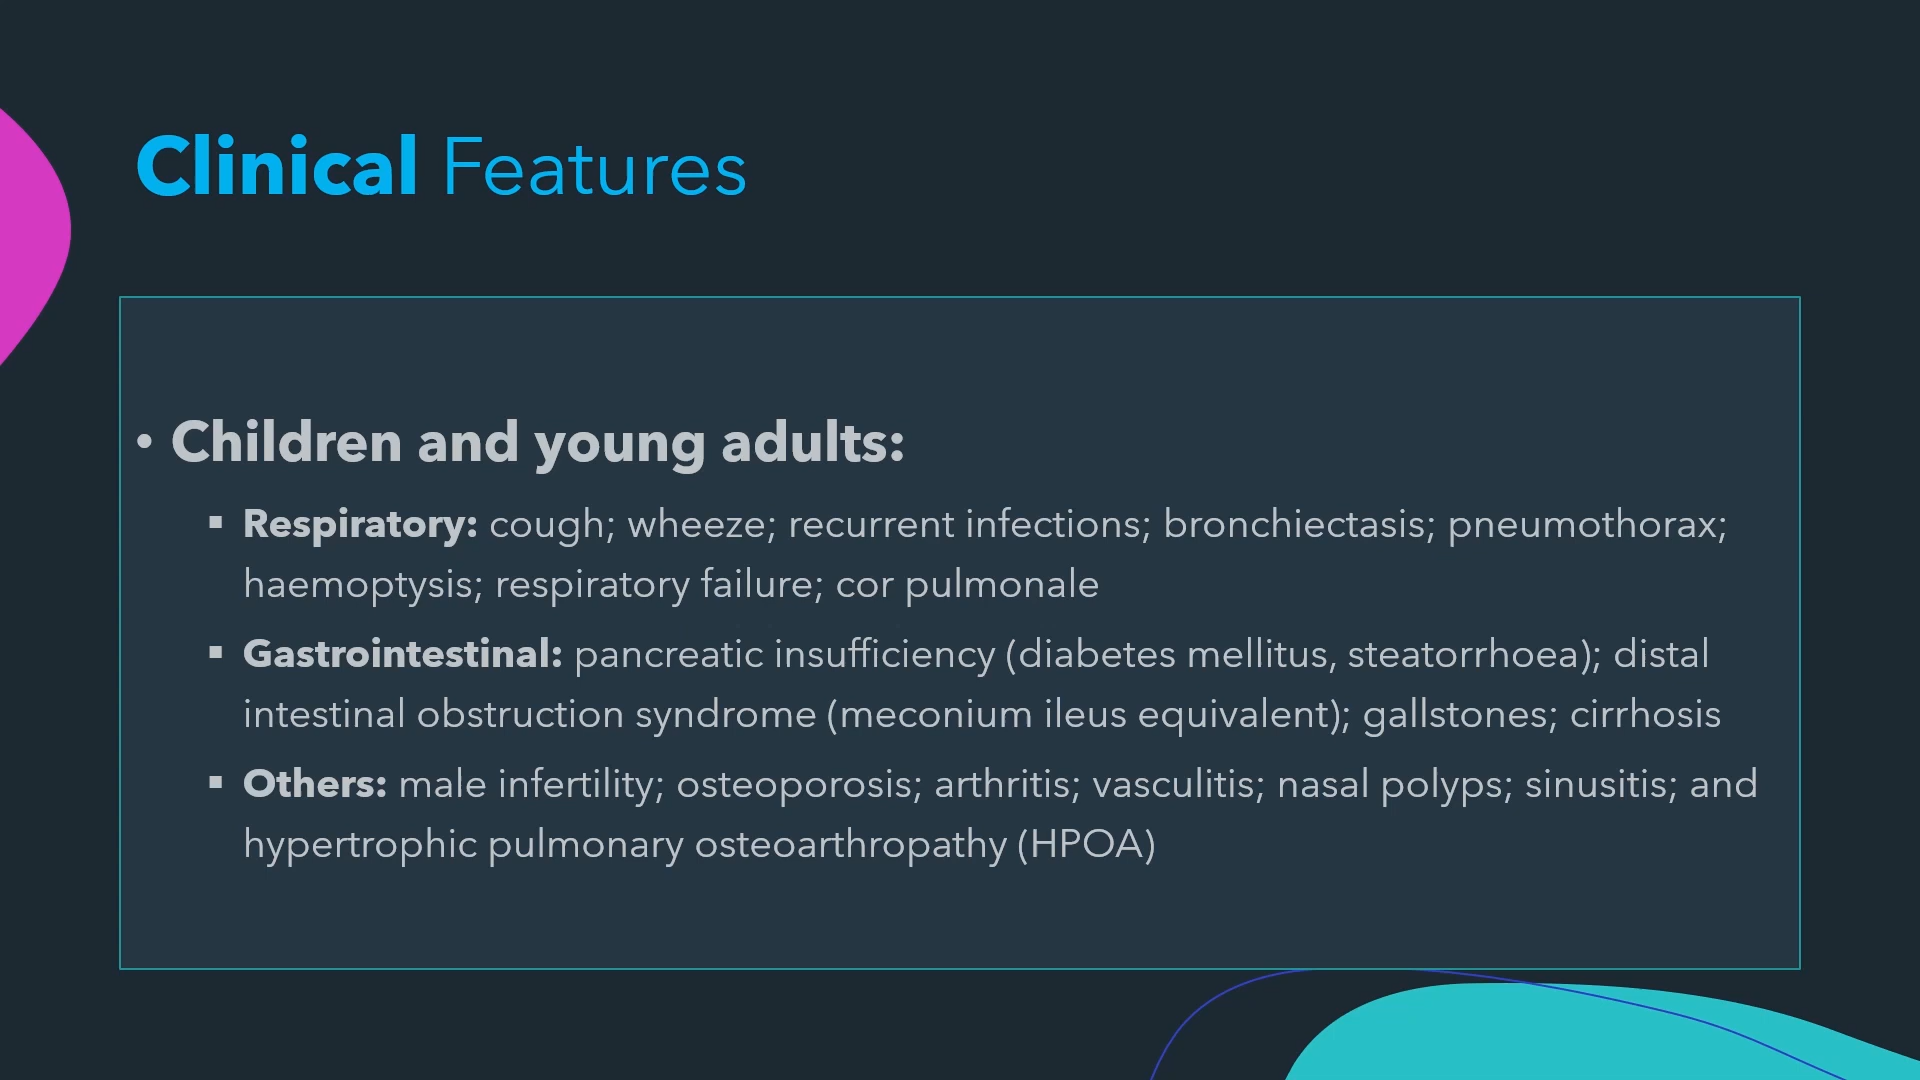 Clinical Features
• Children and young adults:
▪ Respiratory: cough; wheeze; recurrent infections; bronchiectasis; pneumothorax;
haemoptysis; respiratory failure; cor pulmonale
▪ Gastrointestinal: pancreatic insufficiency (diabetes mellitus, steatorrhoea); distal
intestinal obstruction syndrome (meconium ileus equivalent); gallstones; cirrhosis
▪ Others: male infertility; osteoporosis; arthritis; vasculitis; nasal polyps; sinusitis; and
hypertrophic pulmonary osteoarthropathy (HPOA)